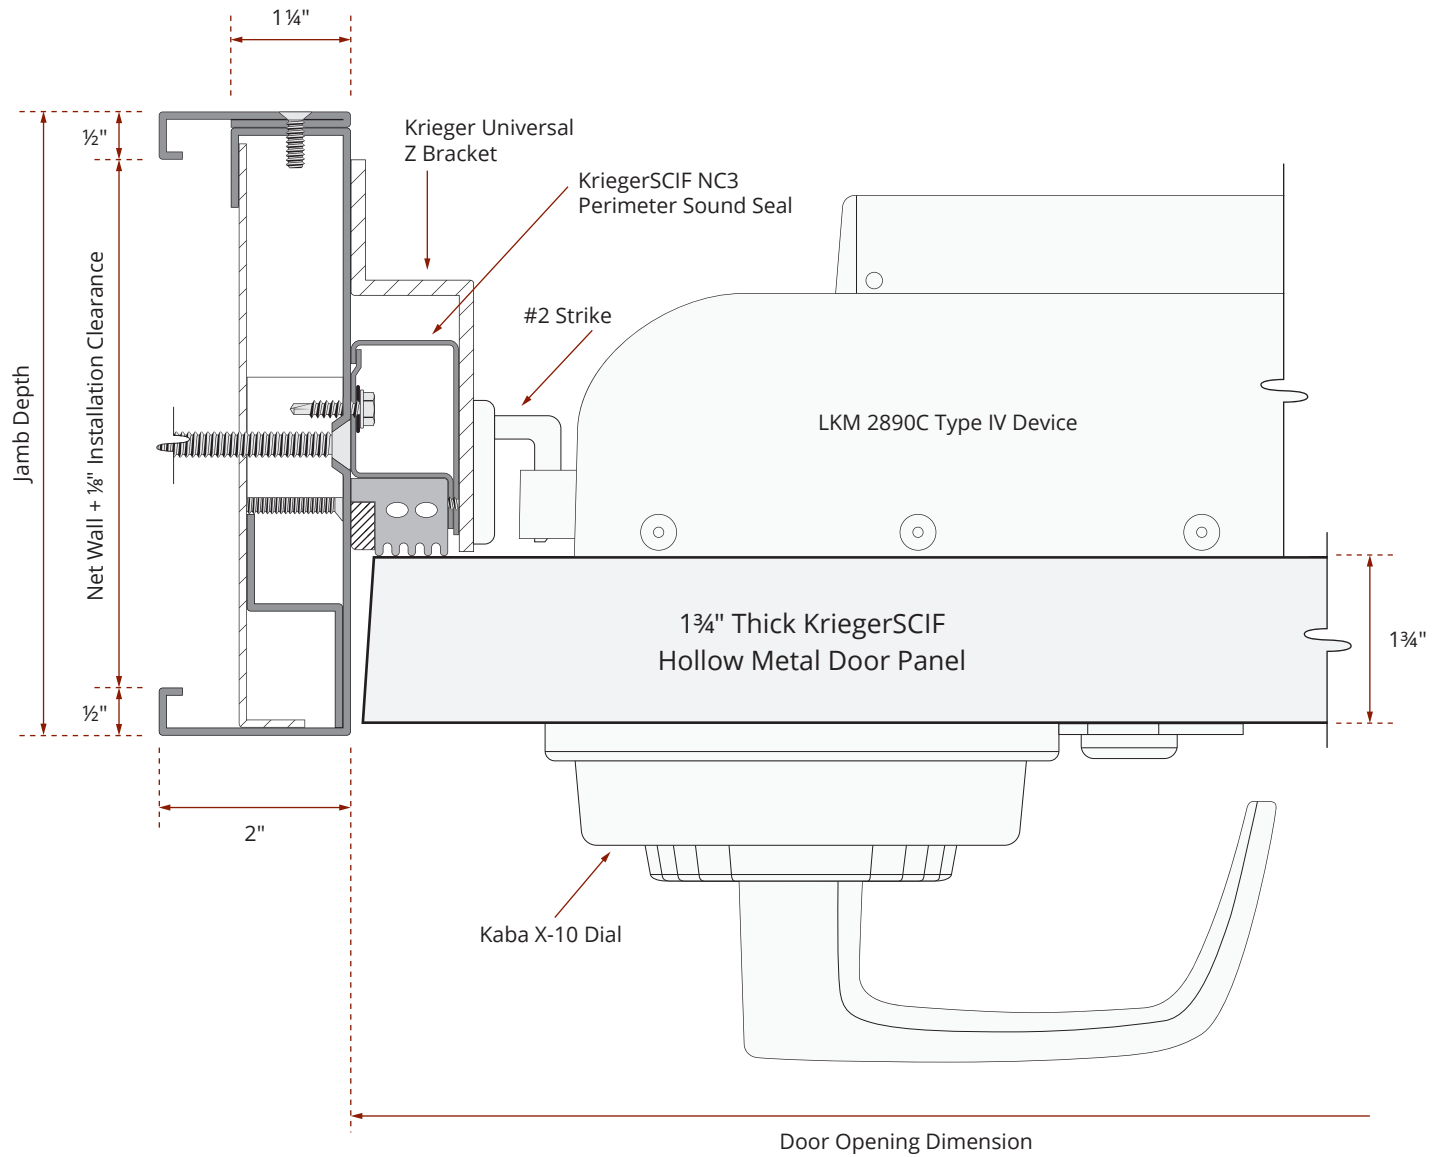 1¼"
½"
Krieger Universal
Z Bracket
KriegerSCIF NC3
Perimeter Sound Seal
#2 Strike
Jamb Depth
Net Wall + ⅛" Installation Clearance
LKM 2890C Type IV Device
1¾" Thick KriegerSCIF
Hollow Metal Door Panel
1¾"
½"
2"
Kaba X-10 Dial
Door Opening Dimension